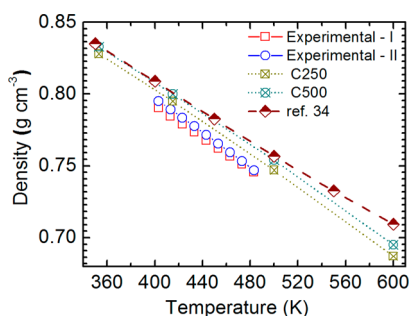 0.85
0.80
0.75
0.70
Density (g cm⁻³)
Experimental - I
Experimental - II
C250
C500
ref. 34
360 400 440 480 520 560 600
Temperature (K)